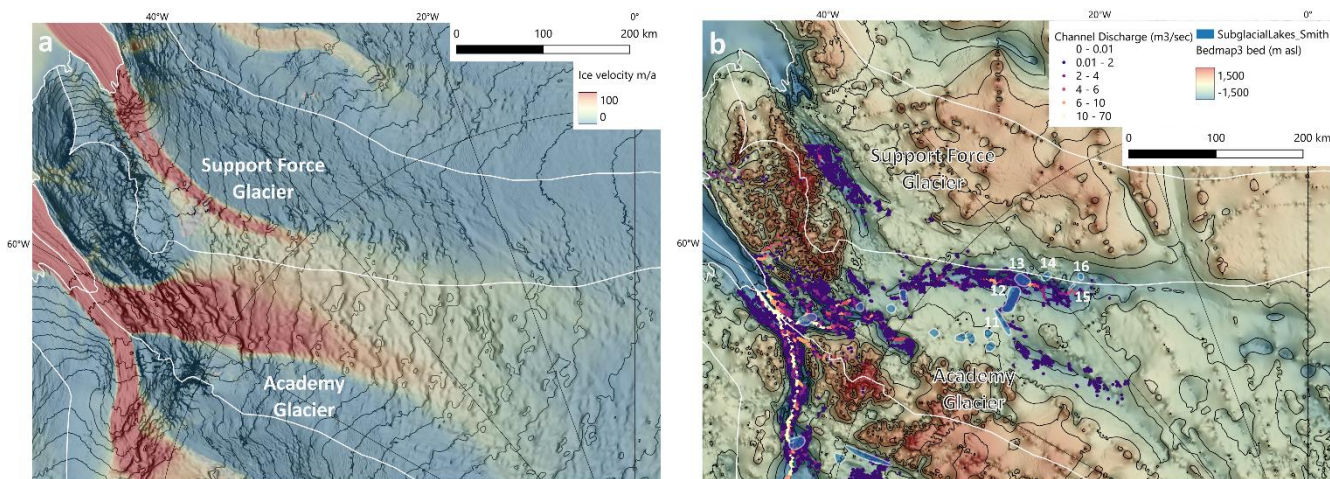 40°W
20°W
0°
a
0
100
200 km
Ice velocity m/a
100
0
Support Force
Glacier
60°W
Academy
Glacier
40°W
20°W
0°
b
Channel Discharge (m3/sec)
0 - 0.01
0.01 - 2
2 - 4
4 - 6
6 - 10
10 - 70
SubglacialLakes_Smith
Bedmap3 bed (m asl)
1,500
-1,500
0
100
200 km
Support Force
Glacier
60°W
13
14
16
12
15
11
Academy
Glacier